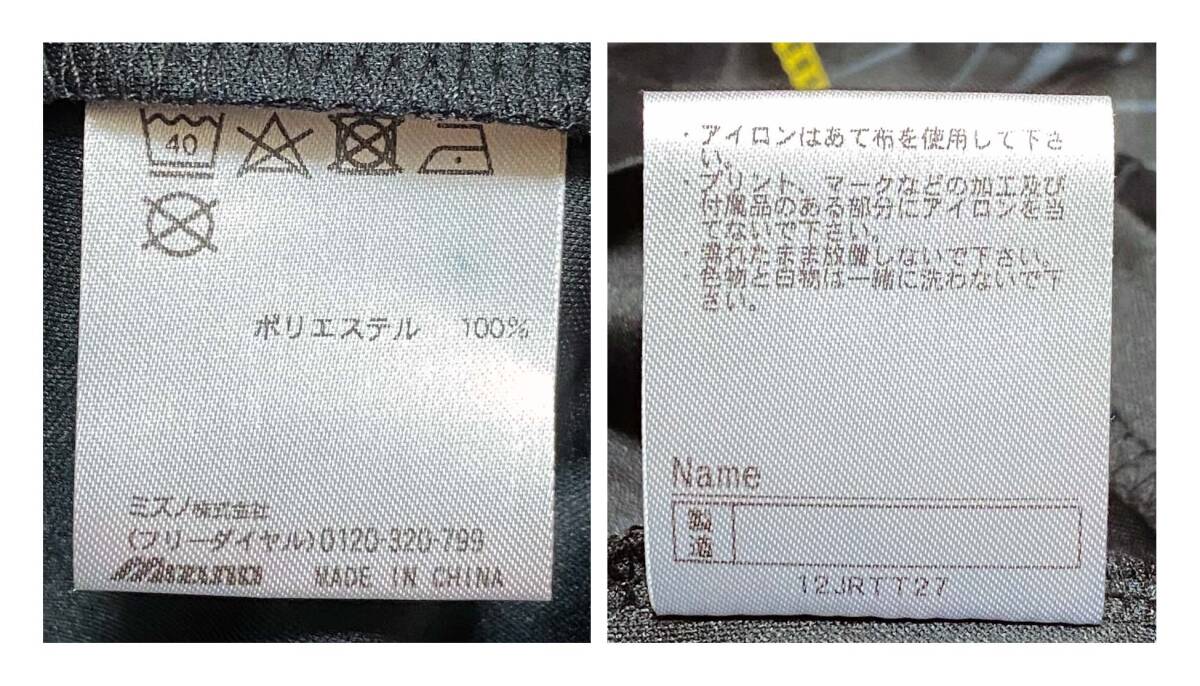 40
ポリエステル 100%
ミズノ株式会社
(フリーダイヤル)0120-320-799
MIZUNO MADE IN CHINA
・アイロンはあて布を使用して下さ
い。
・プリント、マークなどの加工及び
付属品のある部分にアイロンを当
てないで下さい。
・濡れたまま放置しないで下さい。
・色物と白物は一緒に洗わないで下
さい。
Name
12JRTT27